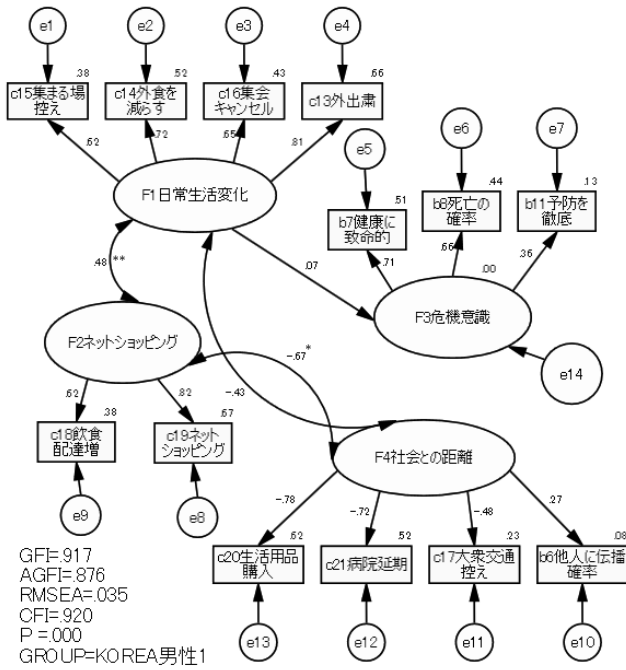 e1
e2
e3
e4
.38
.52
.43
.66
c15集まる場
控え
c14外食を
減らす
c16集会
キャンセル
c13外出粛
.62
.72
.65
.81
e5
e6
e7
.51
.44
.13
b7健康に
致命的
b8死亡の
確率
b11予防を
徹底
F1日常生活変化
.71
.66
.36
.00
.48
**
.07
F3危機意識
F2ネットショッピング
-.67
*
e14
-.43
.62
.38
.82
.67
c18飲食
配達増
c19ネット
ショッピング
F4社会との距離
e9
e8
-.78
-.72
-.48
.27
.62
.52
.23
.08
c20生活用品
購入
c21病院延期
c17大衆交通
控え
b6他人に伝播
確率
e13
e12
e11
e10
GFI=.917
AGFI=.876
RMSEA=.035
CFI=.920
P =.000
GROUP=KOREA男性1